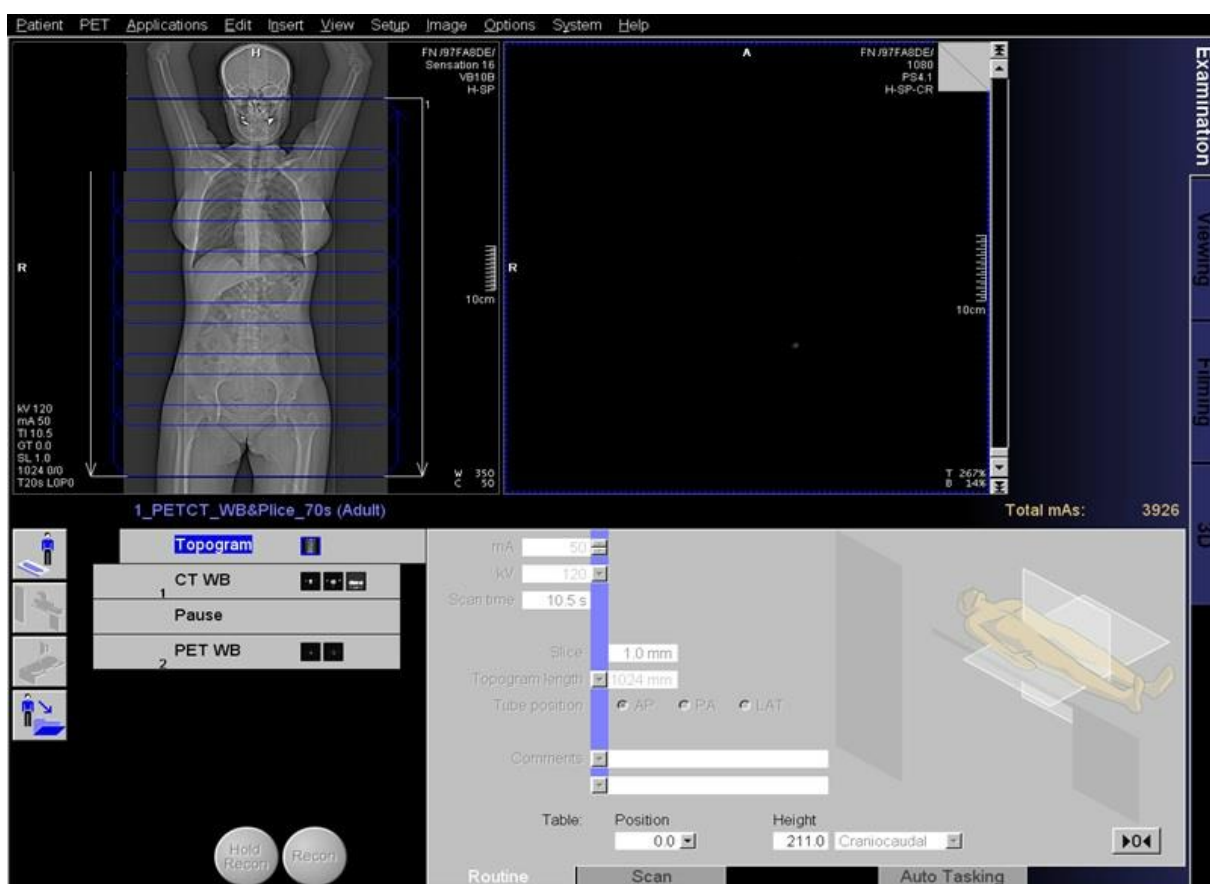 Patient PET Applications Edit Insert View Setup Image Options System Help
H
FN /97FA8DE/
Sensation 16
VB10B
H-SP
1
R
10cm
kV 120
mA 50
TI 10.5
GT 0.0
SL 1.0
1024 0/0
T20s L0P0
W 350
C 50
A
FN /97FA8DE/
1080
PS4.1
H-SP-CR
R
10cm
T 267%
B 14%
Examination
Viewing
Filming
3D
1_PETCT_WB&Plice_70s (Adult)
Total mAs: 3926
Topogram
1 CT WB
Pause
2 PET WB
Hold Recon
Recon
mA 50
kV 120
Scan time 10.5 s
Slice 1.0 mm
Topogram length 1024 mm
Tube position AP PA LAT
Comments
Table: Position Height
0.0 211.0 Craniocaudal
Routine Scan Auto Tasking